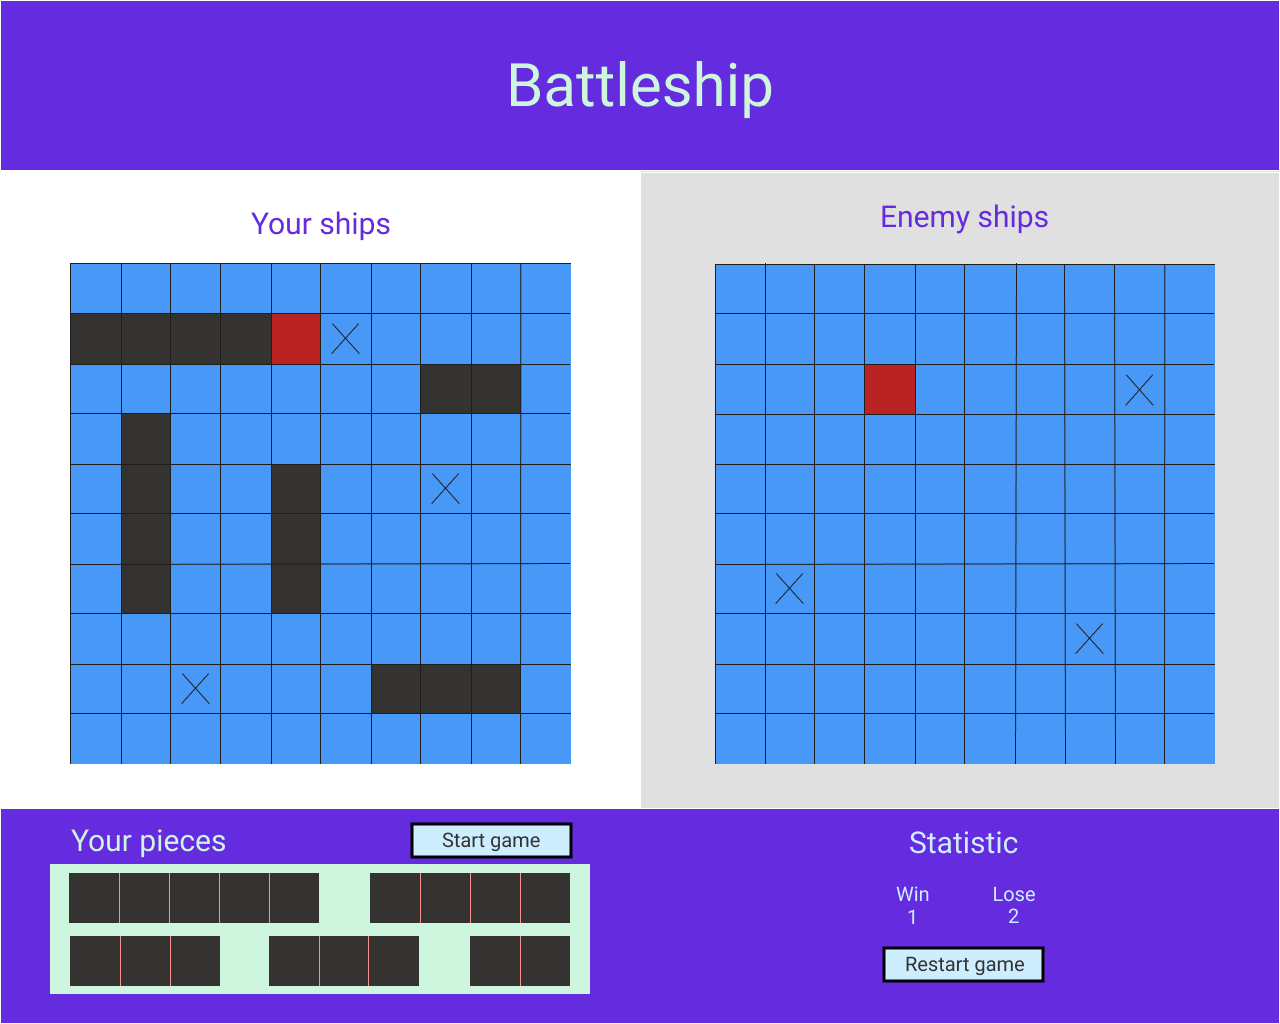 Battleship
Your ships
Enemy ships
Your pieces
Start game
Statistic
Win
Lose
1
2
Restart game